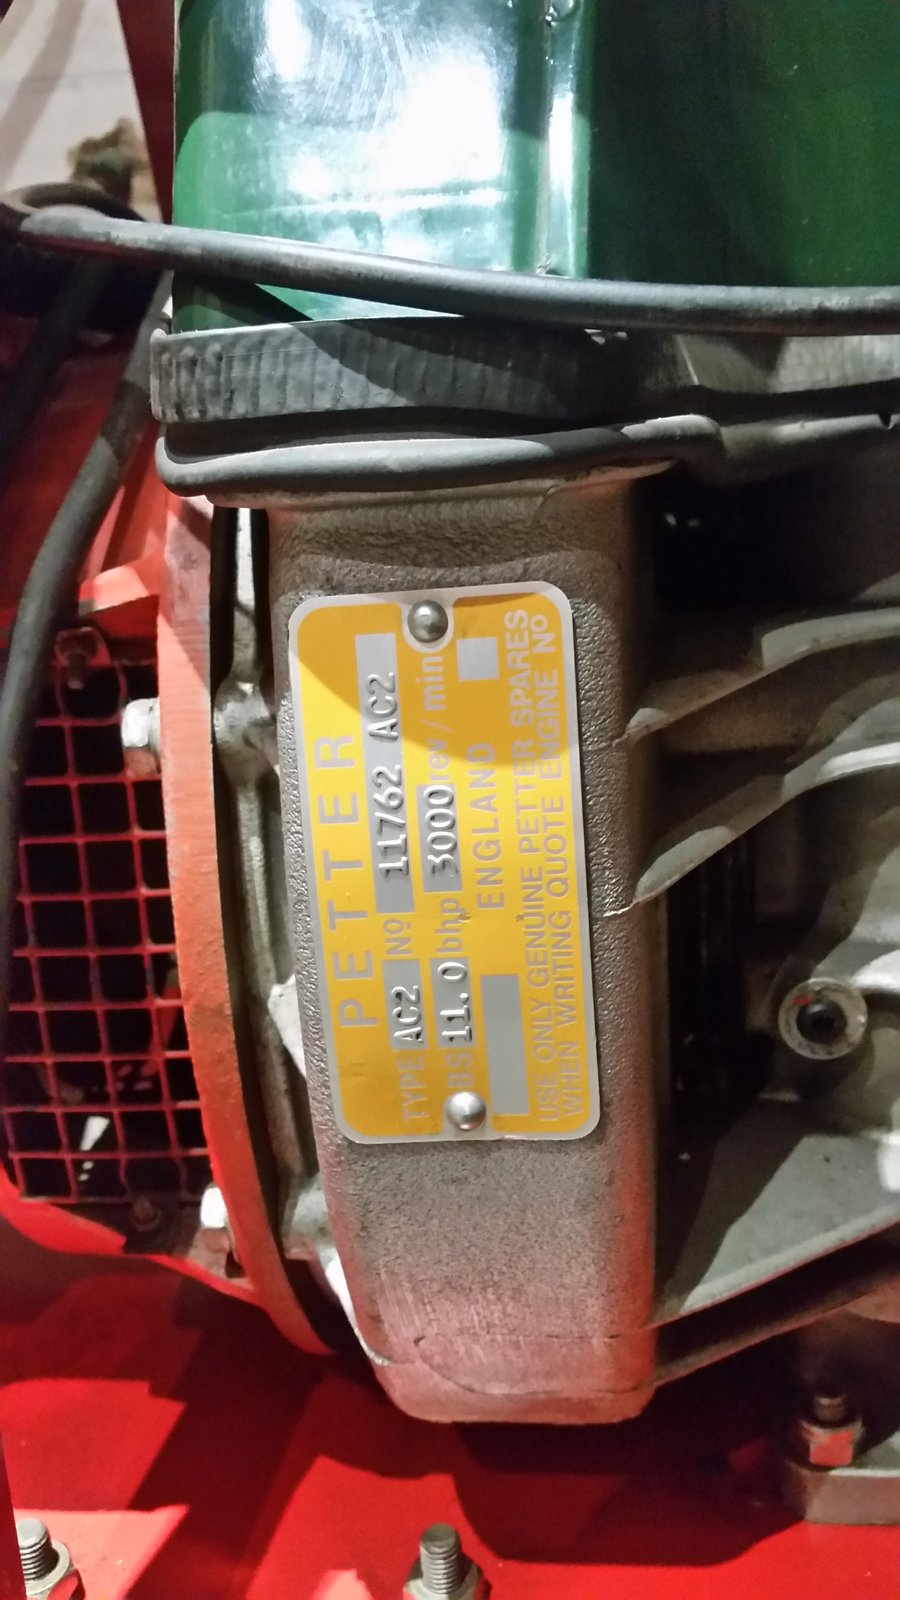 PETTER
TYPE AC2 Nº 11762 AC2
BS 11.0 bhp 3000 rev/min
ENGLAND
USE ONLY GENUINE PETTER SPARES
WHEN WRITING QUOTE ENGINE Nº